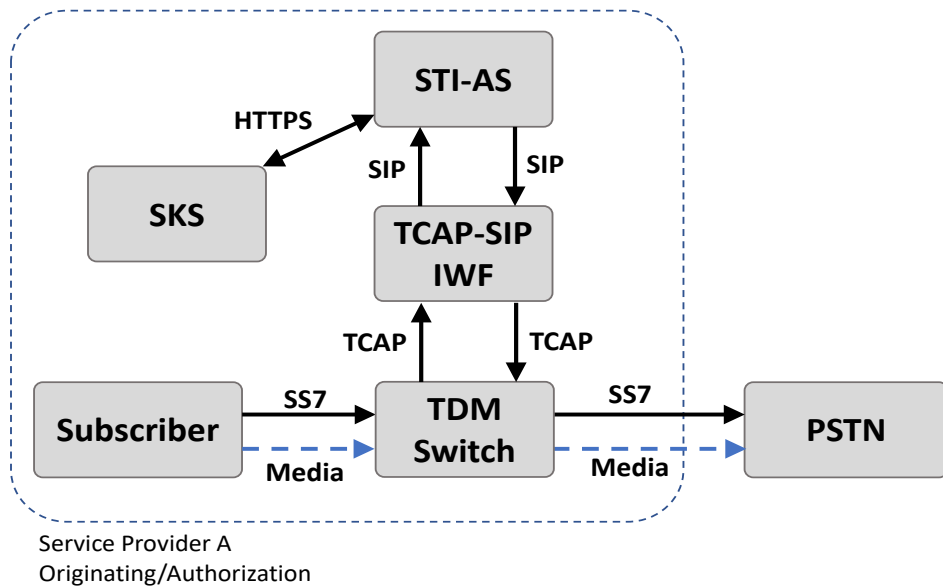 STI-AS
HTTPS
SIP
SIP
SKS
TCAP-SIP
IWF
TCAP
TCAP
Subscriber
SS7
Media
TDM
Switch
SS7
Media
PSTN
Service Provider A
Originating/Authorization